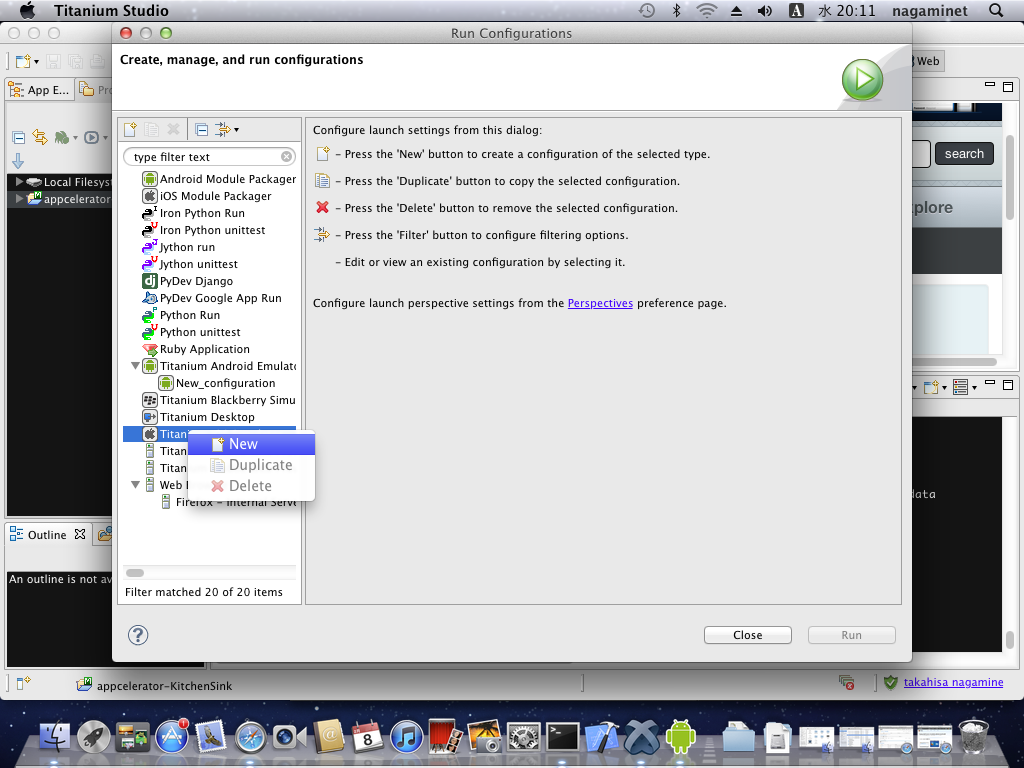 Titanium Studio
水 20:11 nagaminet
Run Configurations
Web
Create, manage, and run configurations
App E...
type filter text
Configure launch settings from this dialog:
– Press the 'New' button to create a configuration of the selected type.
– Press the 'Duplicate' button to copy the selected configuration.
– Press the 'Delete' button to remove the selected configuration.
– Press the 'Filter' button to configure filtering options.
– Edit or view an existing configuration by selecting it.
Configure launch perspective settings from the Perspectives preference page.
search
plore
Local Filesyst
appcelerator
Android Module Packager
iOS Module Packager
Iron Python Run
Iron Python unittest
Jython run
Jython unittest
PyDev Django
PyDev Google App Run
Python Run
Python unittest
Ruby Application
Titanium Android Emulato
New_configuration
Titanium Blackberry Simu
Titanium Desktop
Titani
Titan
Titan
Web
Firefox – Internal Serve
New
Duplicate
Delete
data
Outline
An outline is not av
Filter matched 20 of 20 items
?
Close
Run
appcelerator-KitchenSink
takahisa nagamine
1
8